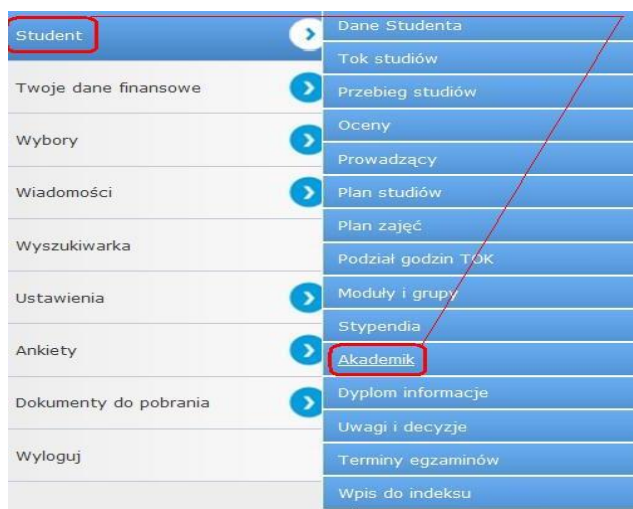 Student
Twoje dane finansowe
Wybory
Wiadomości
Wyszukiwarka
Ustawienia
Ankiety
Dokumenty do pobrania
Wyloguj
Dane Studenta
Tok studiów
Przebieg studiów
Oceny
Prowadzący
Plan studiów
Plan zajęć
Podział godzin TOK
Moduły i grupy
Stypendia
Akademik
Dyplom informacje
Uwagi i decyzje
Terminy egzaminów
Wpis do indeksu